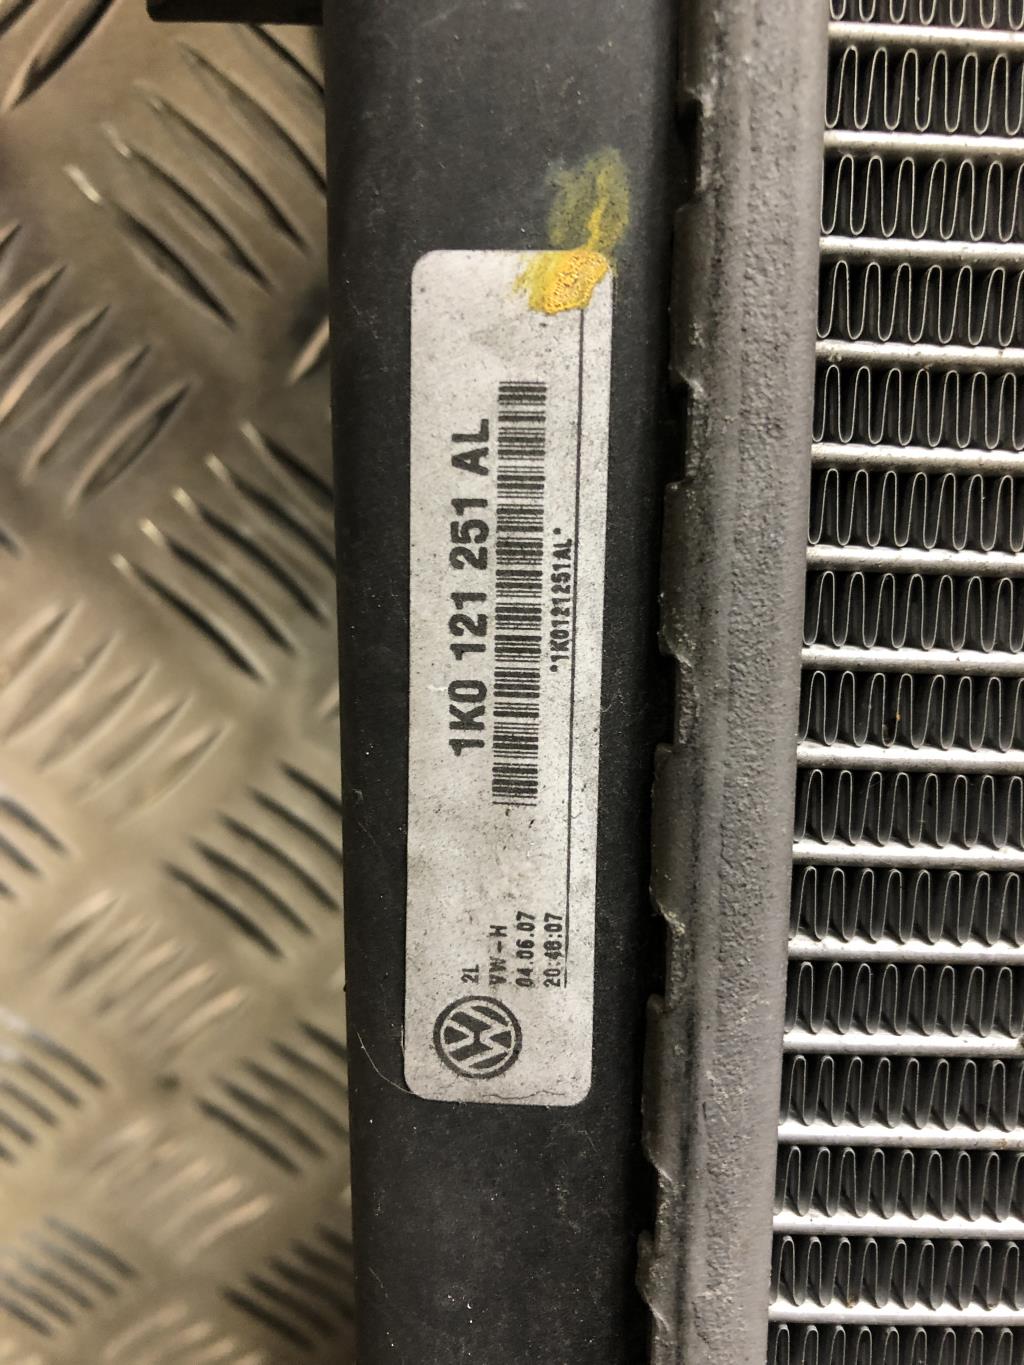 1K0 121 251 AL
*1K0121251AL*
2L
VW-H
04.06.07
20:48:07